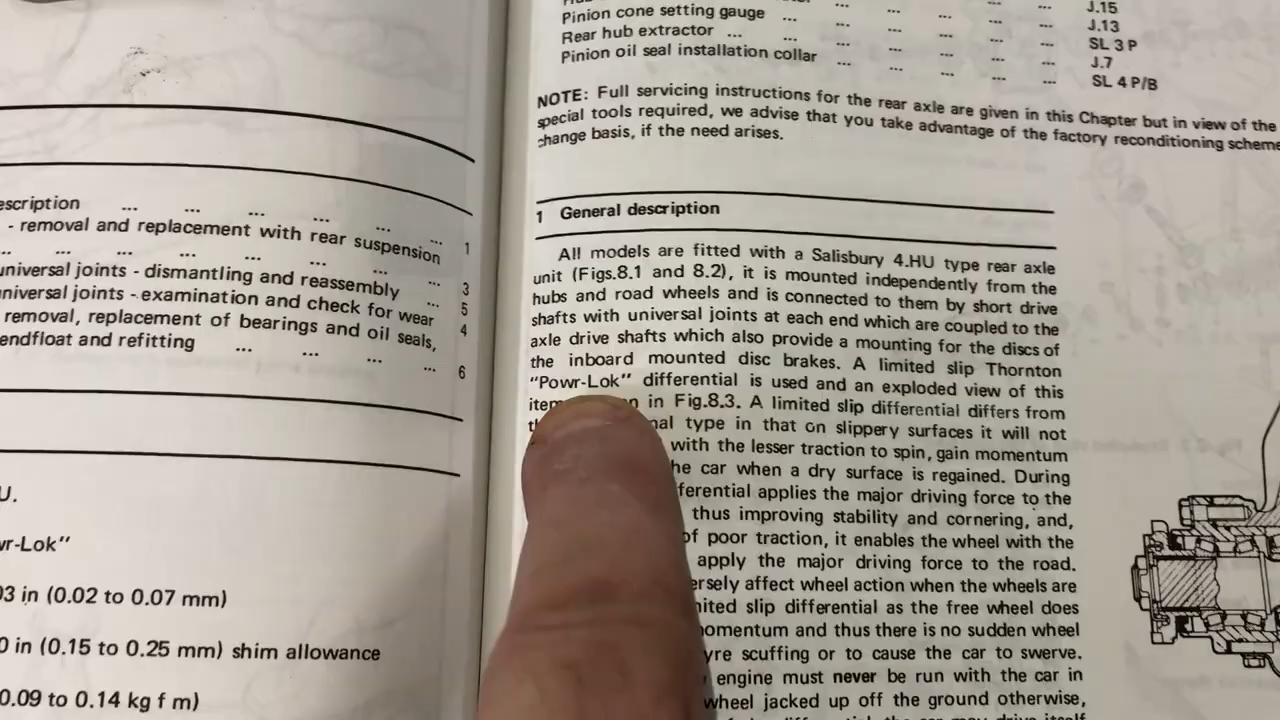 escription ... ... ... ... ... ... 1
- removal and replacement with rear suspension
... ... ... ... ... ... ... ... 3
universal joints - dismantling and reassembly ... 5
niversal joints - examination and check for wear 4
removal, replacement of bearings and oil seals,
endfloat and refitting ... ... ... ... 6
U.
wr-Lok"
03 in (0.02 to 0.07 mm)
0 in (0.15 to 0.25 mm) shim allowance
0.09 to 0.14 kg f m)
... ... ... ... ... J.15
Pinion cone setting gauge ... ... ... ... ... J.13
Rear hub extractor ... ... ... ... ... ... SL 3 P
Pinion oil seal installation collar ... ... ... ... ... J.7
... ... SL 4 P/B
NOTE: Full servicing instructions for the rear axle are given in this Chapter but in view of the
special tools required, we advise that you take advantage of the factory reconditioning scheme
change basis, if the need arises.
1 General description
All models are fitted with a Salisbury 4.HU type rear axle
unit (Figs.8.1 and 8.2), it is mounted independently from the
hubs and road wheels and is connected to them by short drive
shafts with universal joints at each end which are coupled to the
axle drive shafts which also provide a mounting for the discs of
the inboard mounted disc brakes. A limited slip Thornton
"Powr-Lok" differential is used and an exploded view of this
item in Fig.8.3. A limited slip differential differs from
nal type in that on slippery surfaces it will not
with the lesser traction to spin, gain momentum
he car when a dry surface is regained. During
ferential applies the major driving force to the
thus improving stability and cornering, and,
of poor traction, it enables the wheel with the
apply the major driving force to the road.
ersely affect wheel action when the wheels are
ited slip differential as the free wheel does
omentum and thus there is no sudden wheel
yre scuffing or to cause the car to swerve.
engine must never be run with the car in
wheel jacked up off the ground otherwise,